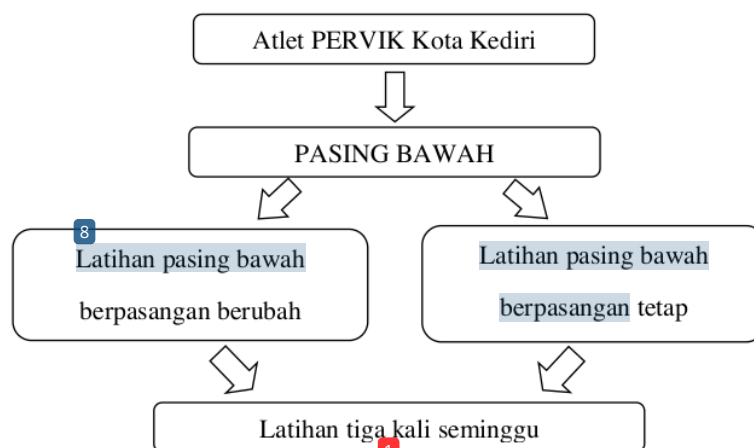 Atlet PERVIK Kota Kediri
PASING BAWAH
8
Latihan pasing bawah
berpasangan berubah
Latihan pasing bawah
berpasangan tetap
Latihan tiga kali seminggu